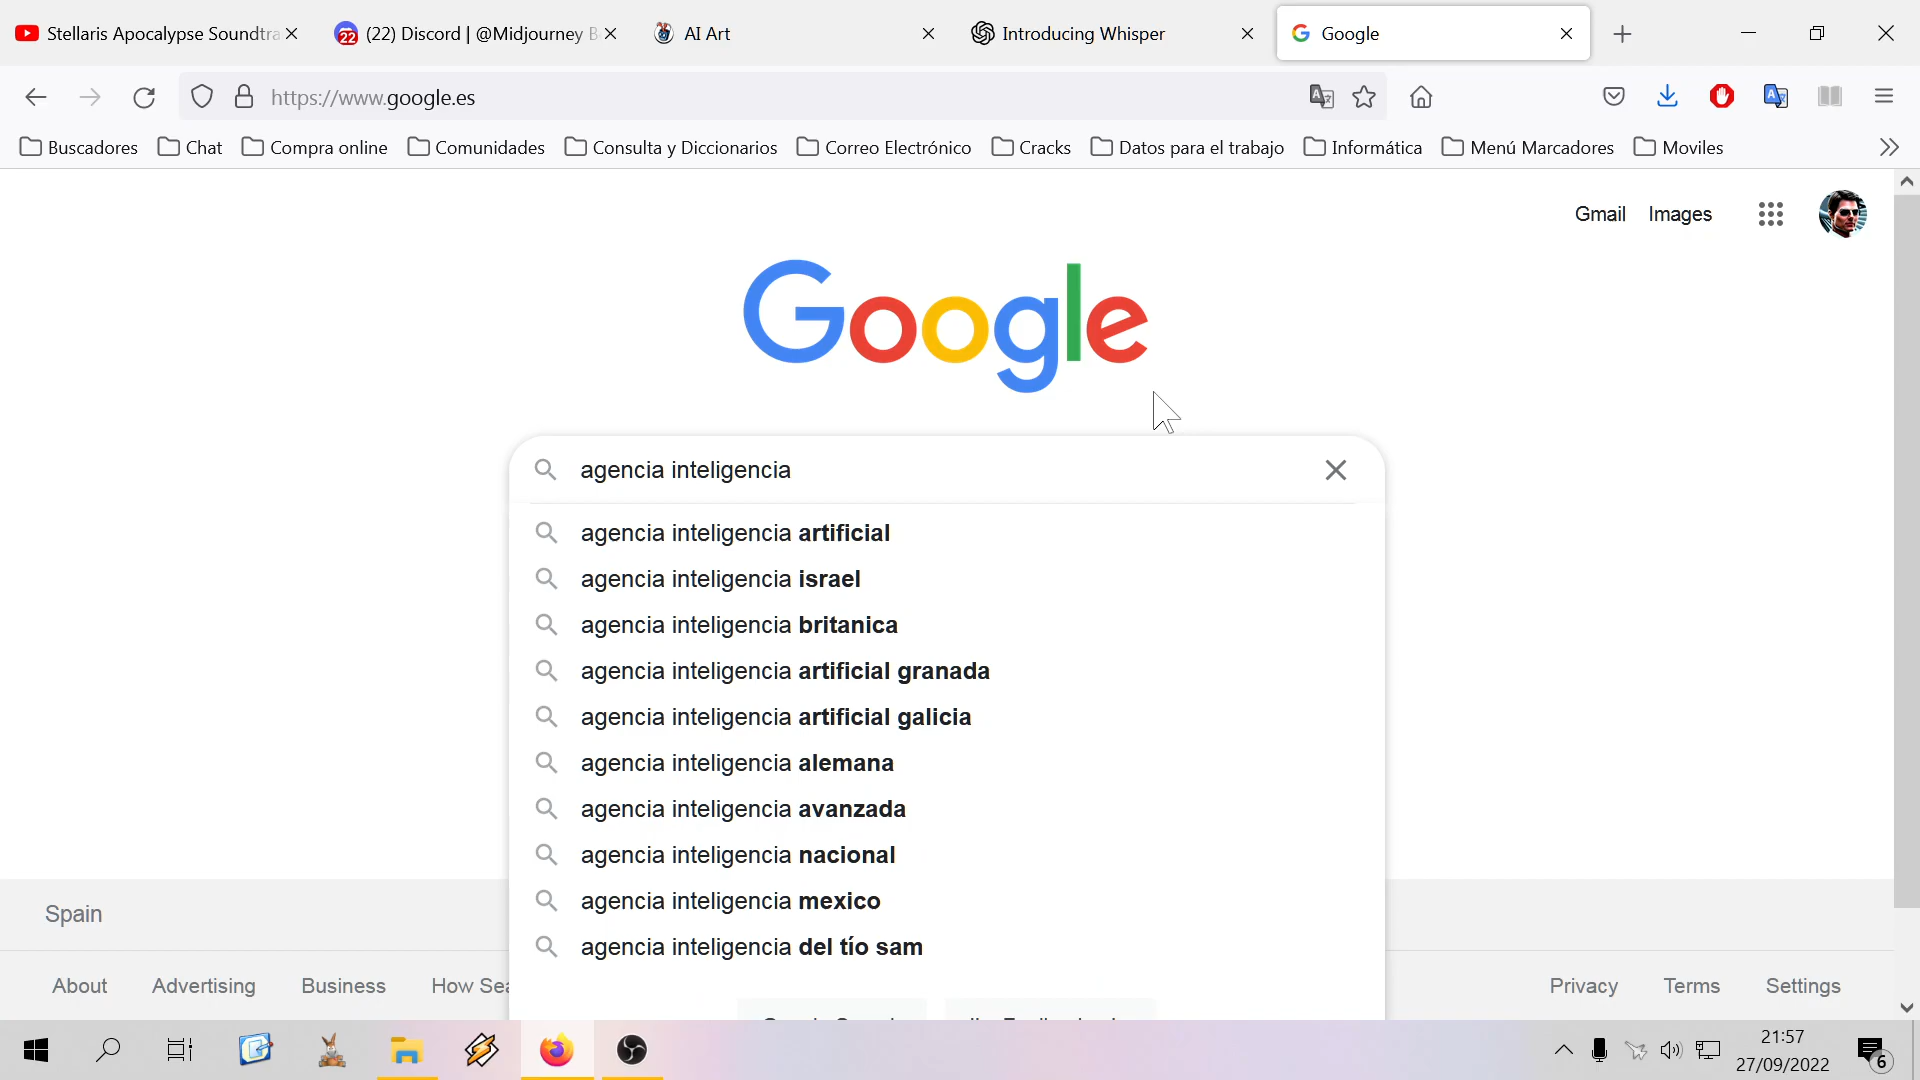 Stellaris Apocalypse Soundtra
(22) Discord | @Midjourney B
AI Art
Introducing Whisper
Google
https://www.google.es
Buscadores
Chat
Compra online
Comunidades
Consulta y Diccionarios
Correo Electrónico
Cracks
Datos para el trabajo
Informática
Menú Marcadores
Moviles
Gmail
Images
Google
agencia inteligencia
agencia inteligencia artificial
agencia inteligencia israel
agencia inteligencia britanica
agencia inteligencia artificial granada
agencia inteligencia artificial galicia
agencia inteligencia alemana
agencia inteligencia avanzada
agencia inteligencia nacional
agencia inteligencia mexico
agencia inteligencia del tío sam
Spain
About
Advertising
Business
How Sea
Privacy
Terms
Settings
21:57
27/09/2022
6